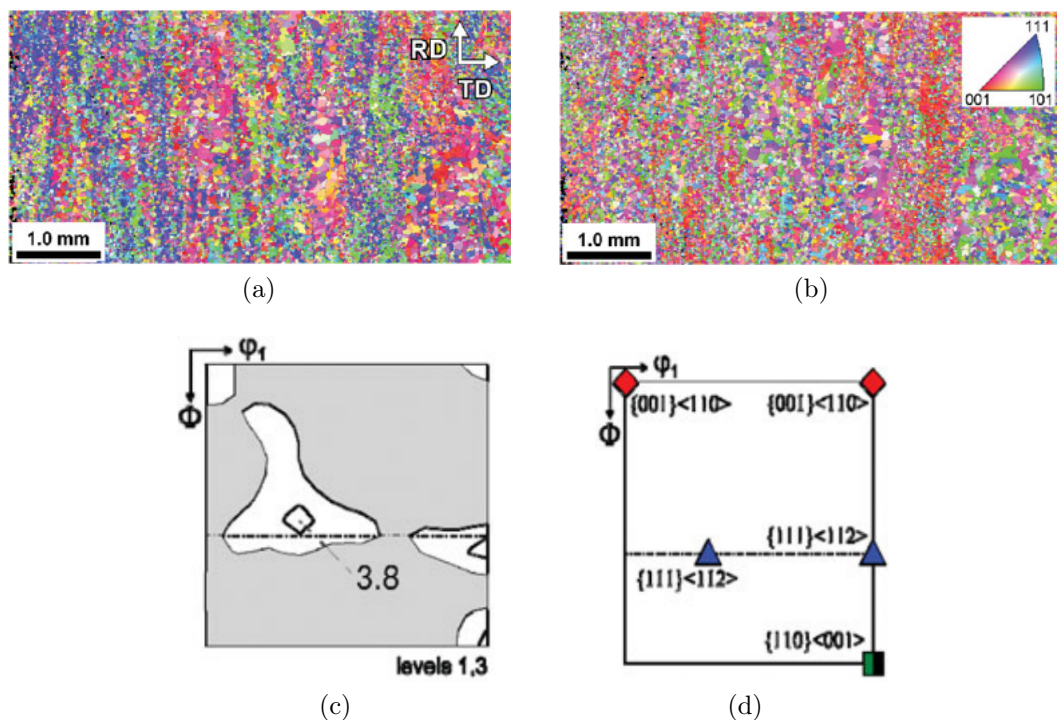 RD
TD
1.0 mm
(a)
111
001
101
1.0 mm
(b)
φ₁
Φ
3.8
levels 1,3
(c)
φ₁
Φ
{001}<110>
{001}<110>
{111}<112>
{111}<112>
{110}<001>
(d)